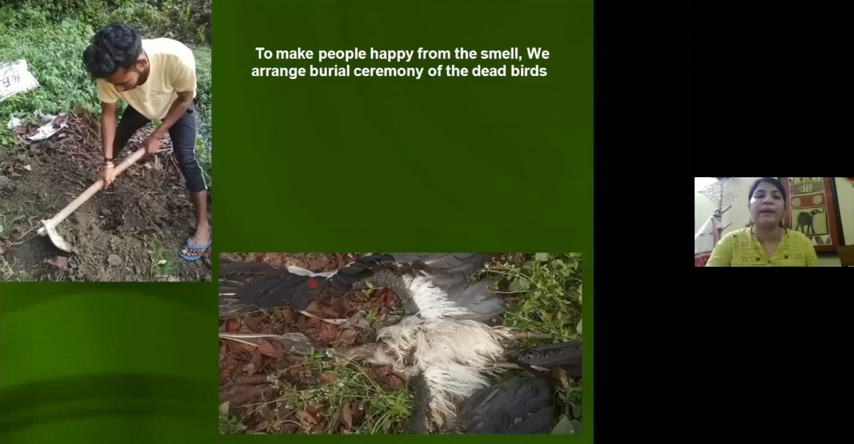 To make people happy from the smell, We
arrange burial ceremony of the dead birds